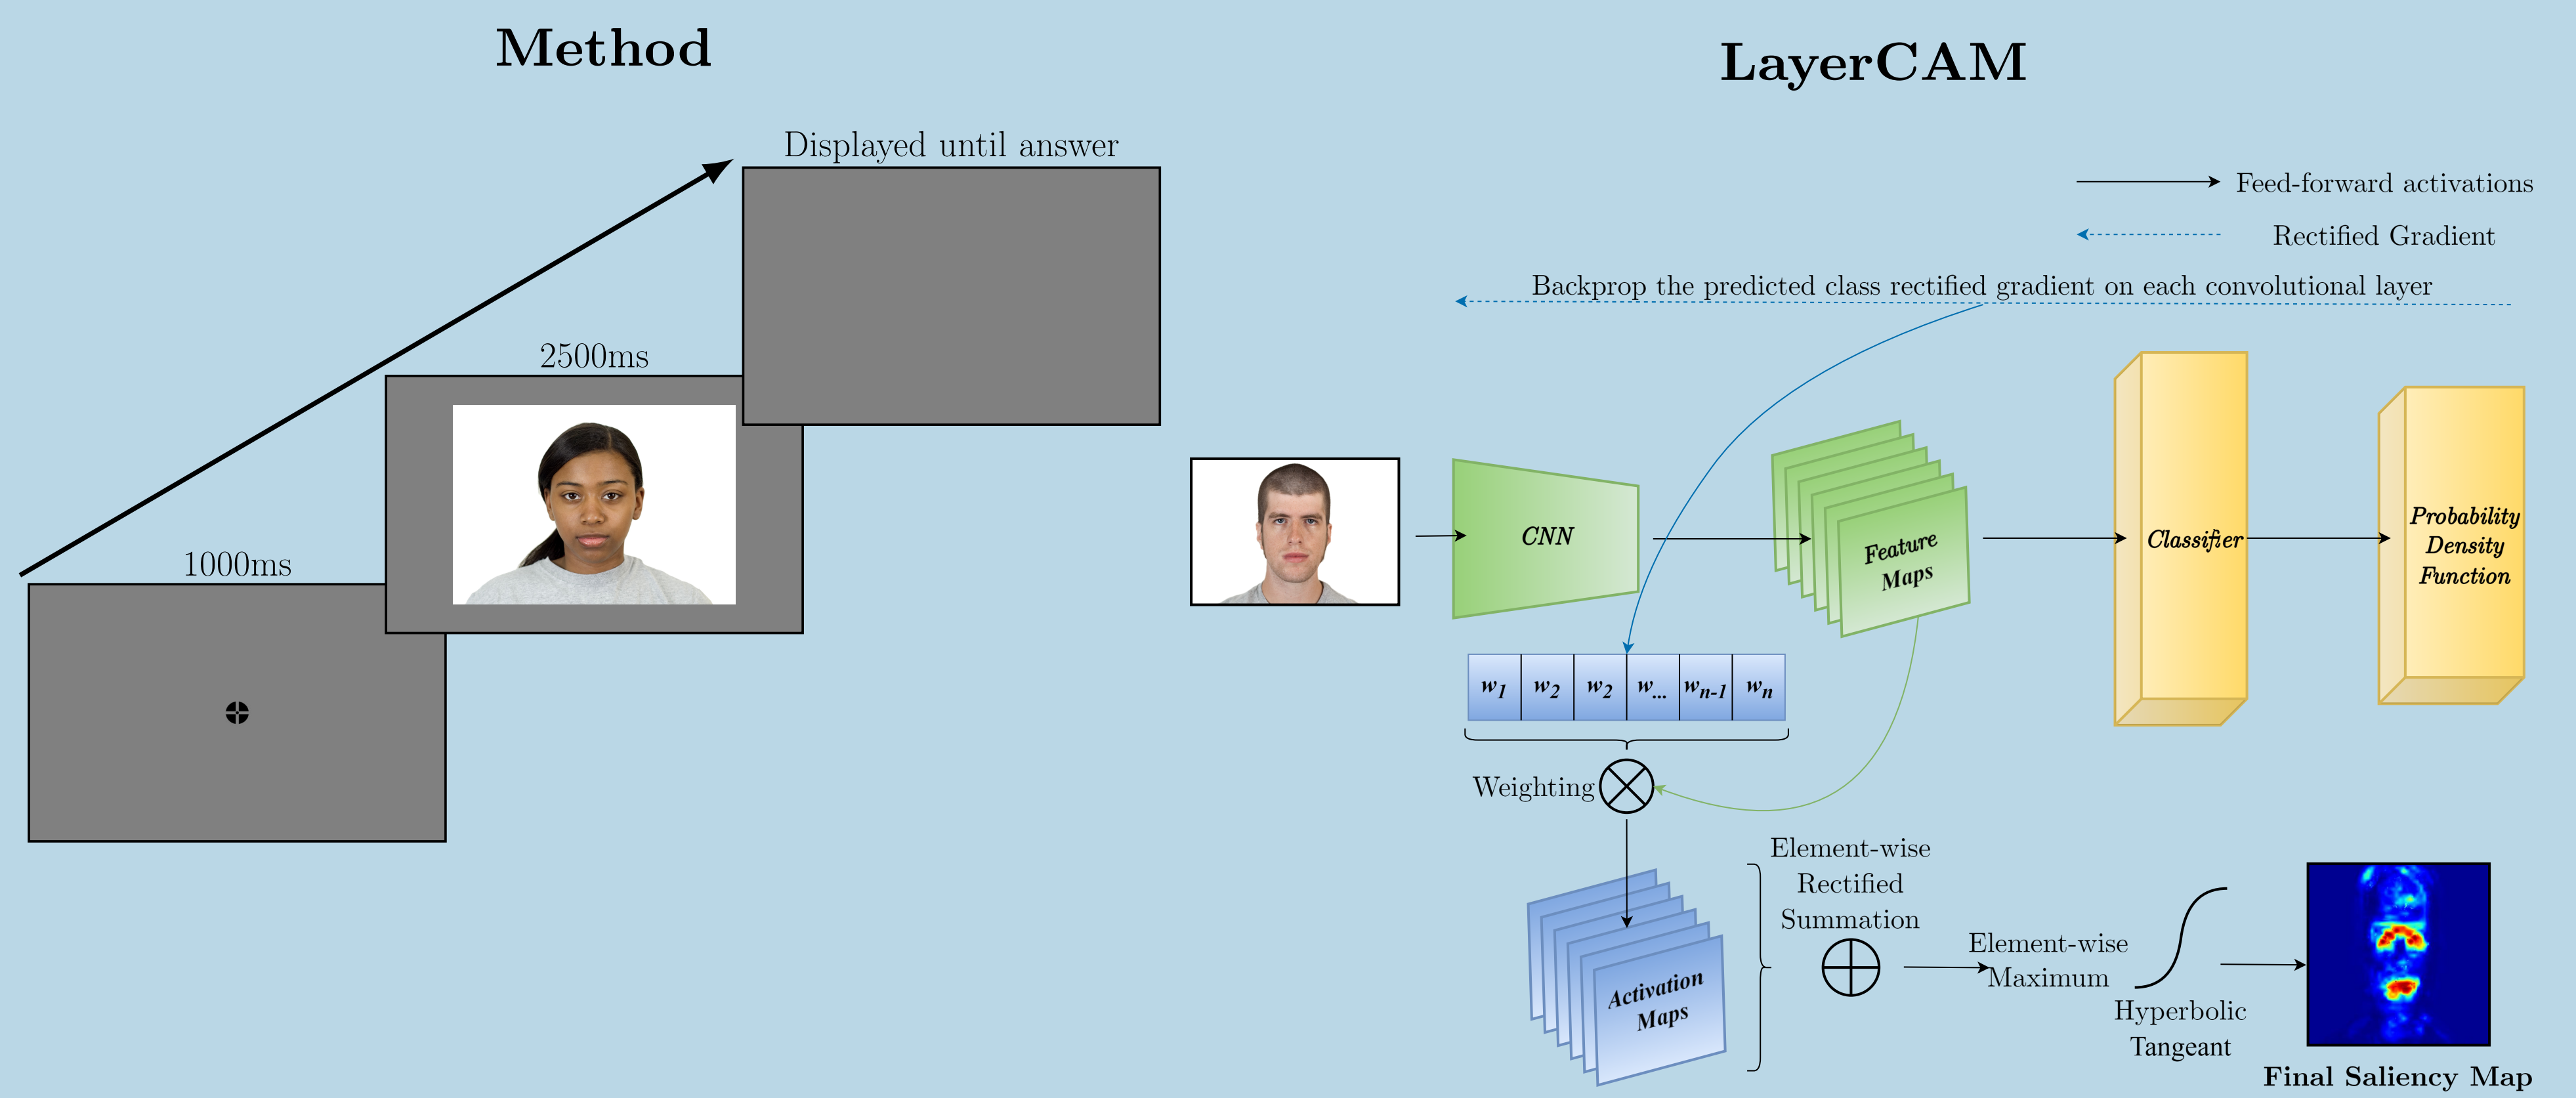 Method
Displayed until answer
2500ms
1000ms
LayerCAM
Feed-forward activations
Rectified Gradient
Backprop the predicted class rectified gradient on each convolutional layer
CNN
Feature
Maps
Classifier
Probability
Density
Function
w1 w2 w2 w... wn-1 wn
Weighting
Activation
Maps
Element-wise
Rectified
Summation
Element-wise
Maximum
Hyperbolic
Tangeant
Final Saliency Map